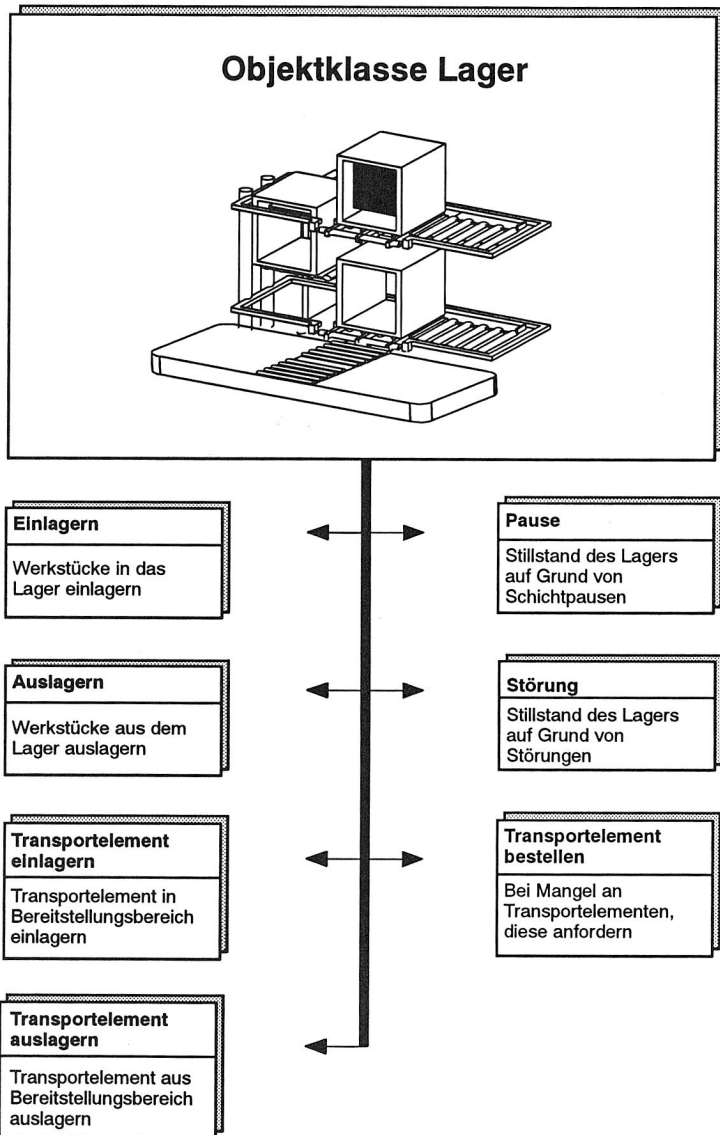 Objektklasse Lager
Einlagern
Werkstücke in das
Lager einlagern
Pause
Stillstand des Lagers
auf Grund von
Schichtpausen
Auslagern
Werkstücke aus dem
Lager auslagern
Störung
Stillstand des Lagers
auf Grund von
Störungen
Transportelement
einlagern
Transportelement in
Bereitstellungsbereich
einlagern
Transportelement
bestellen
Bei Mangel an
Transportelementen,
diese anfordern
Transportelement
auslagern
Transportelement aus
Bereitstellungsbereich
auslagern